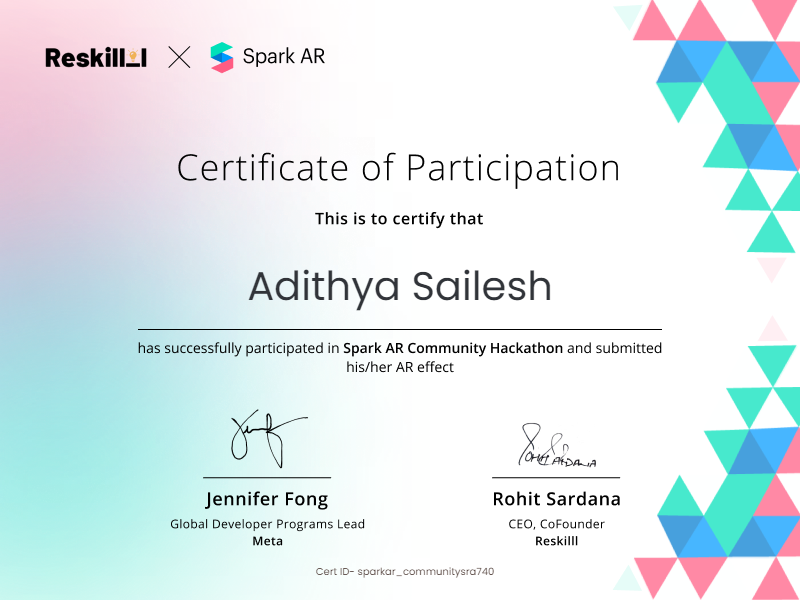 Reskilll
Spark AR
Certificate of Participation
This is to certify that
Adithya Sailesh
has successfully participated in Spark AR Community Hackathon and submitted
his/her AR effect
Jennifer Fong
Global Developer Programs Lead
Meta
Rohit Sardana
Rohit Sardana
CEO, CoFounder
Reskilll
Cert ID- sparkar_communitysra740